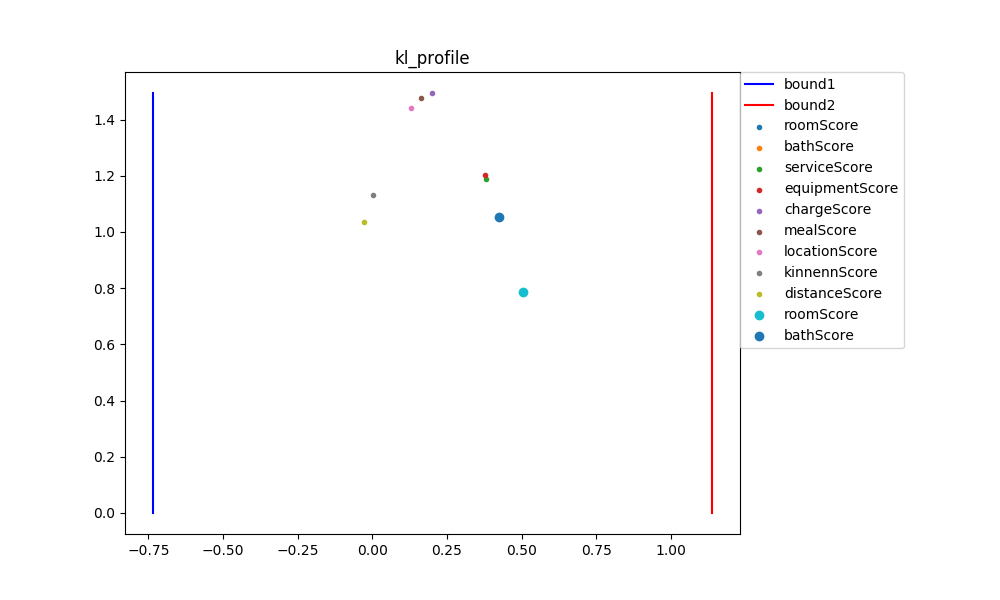 kl_profile
1.4
1.2
1.0
0.8
0.6
0.4
0.2
0.0
−0.75
−0.50
−0.25
0.00
0.25
0.50
0.75
1.00
bound1
bound2
roomScore
bathScore
serviceScore
equipmentScore
chargeScore
mealScore
locationScore
kinnennScore
distanceScore
roomScore
bathScore